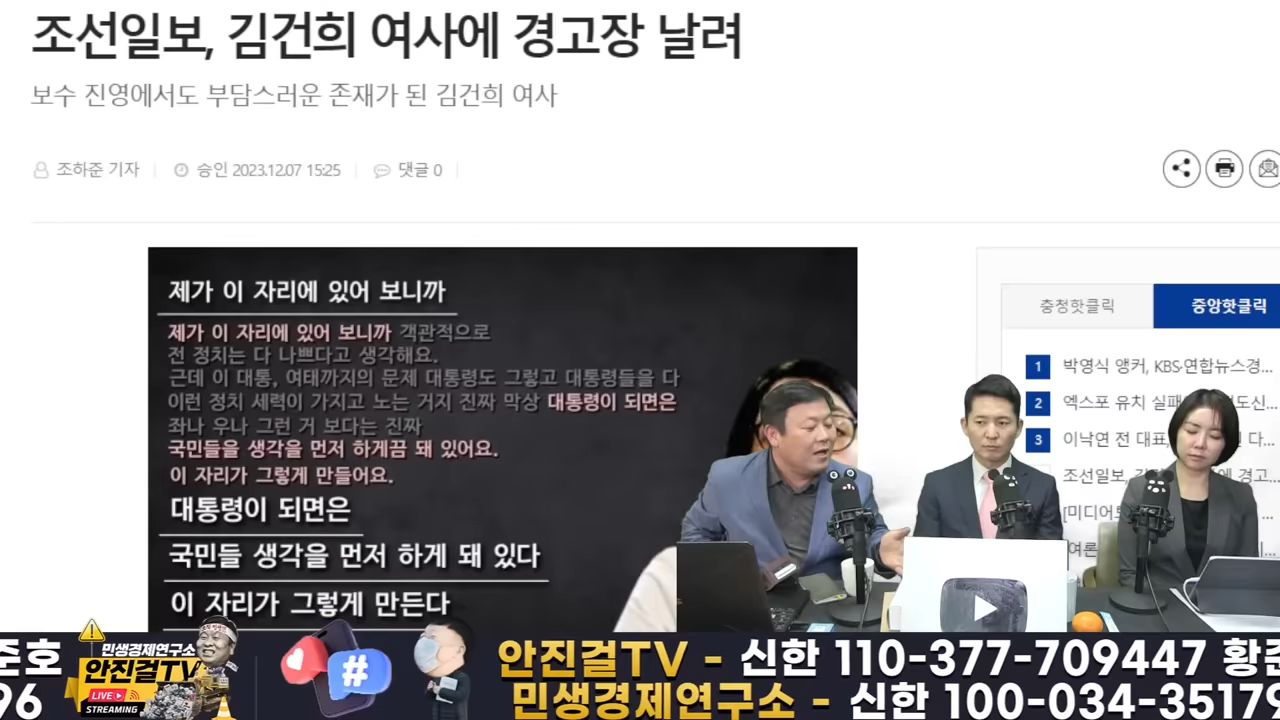 조선일보, 김건희 여사에 경고장 날려
보수 진영에서도 부담스러운 존재가 된 김건희 여사
조하준 기자
승인 2023.12.07 15:25
댓글 0
제가 이 자리에 있어 보니까
제가 이 자리에 있어 보니까 객관적으로
전 정치는 다 나쁘다고 생각해요.
근데 이 대통, 여태까지의 문제 대통령도 그렇고 대통령들을 다
이런 정치 세력이 가지고 노는 거지 진짜 막상 대통령이 되면은
좌나 우나 그런 거 보다는 진짜
국민들을 생각을 먼저 하게끔 돼 있어요.
이 자리가 그렇게 만들어요.
대통령이 되면은
국민들 생각을 먼저 하게 돼 있다
이 자리가 그렇게 만든다
충청핫클릭
중앙핫클릭
1 박영식 앵커, KBS·연합뉴스경...
2 엑스포 유치 실패
3 이낙연 전 대표,
조선일보,
준호
96
민생경제연구소
안진걸TV
LIVE
STREAMING
#
안진걸TV - 신한 110-377-709447 황준
민생경제연구소 - 신한 100-034-35179